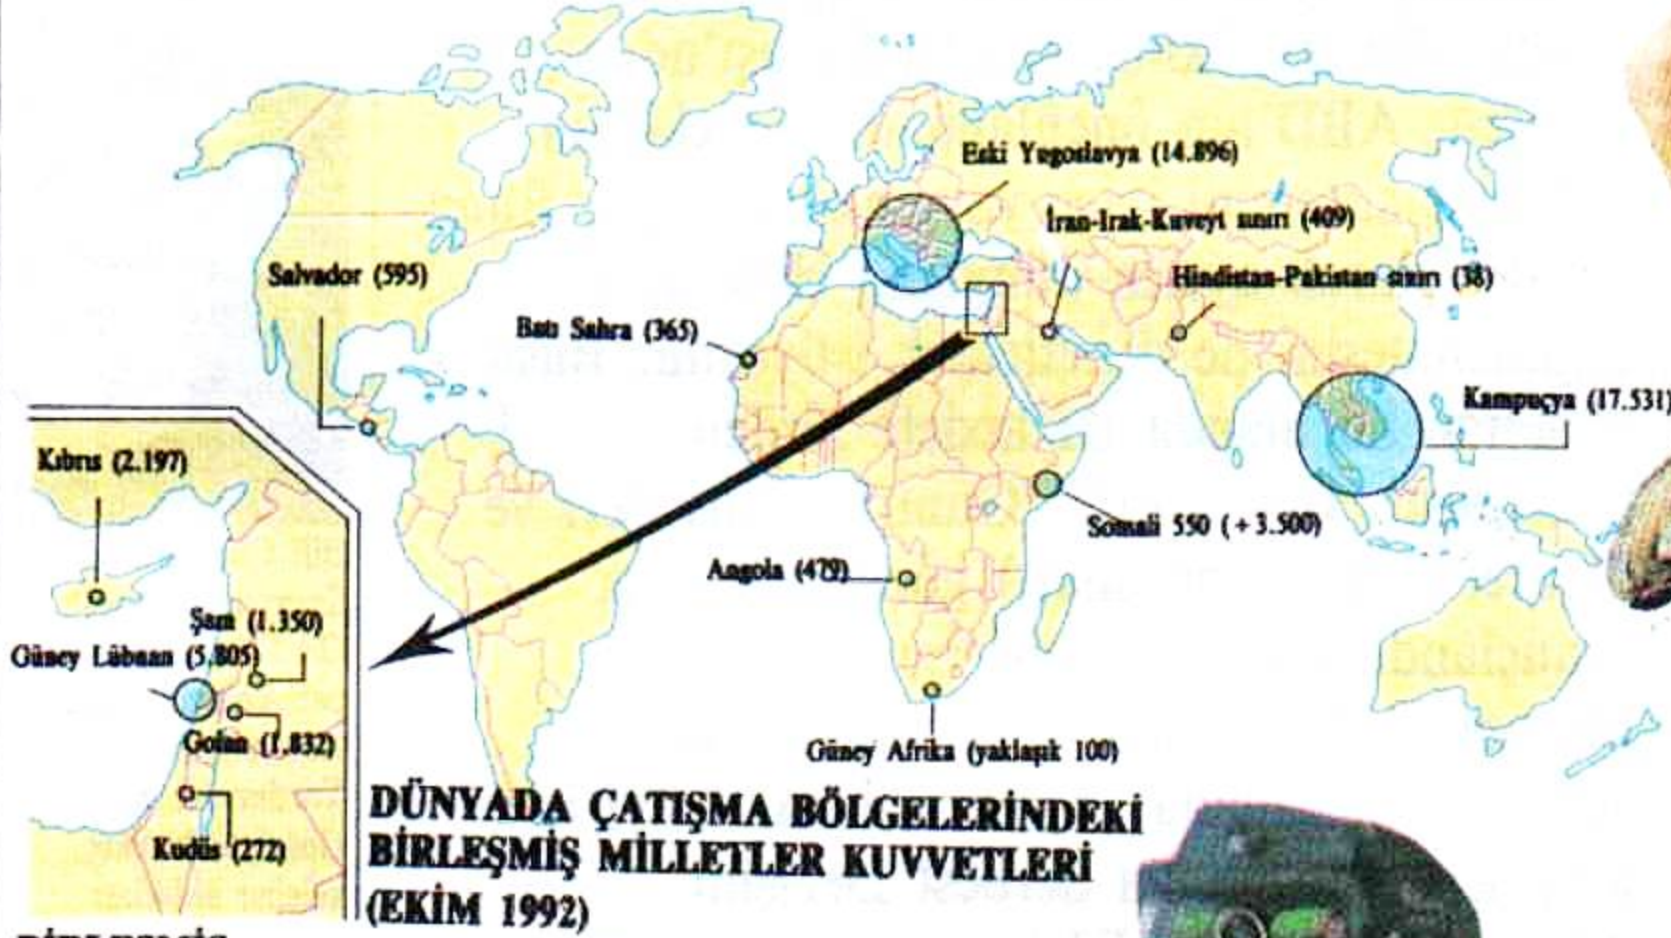 Eski Yugoslavya (14.896)
İran-Irak-Kuveyt sınırı (409)
Salvador (595)
Hindistan-Pakistan sınırı (38)
Batı Sahra (365)
Kampuçya (17.531)
Kıbrıs (2.197)
Somali 550 (+3.500)
Angola (479)
Şam (1.350)
Güney Lübnan (5.805)
Golan (1.832)
Güney Afrika (yaklaşık 100)
Kudüs (272)
DÜNYADA ÇATIŞMA BÖLGELERİNDEKİ
BİRLEŞMİŞ MİLLETLER KUVVETLERİ
(EKİM 1992)